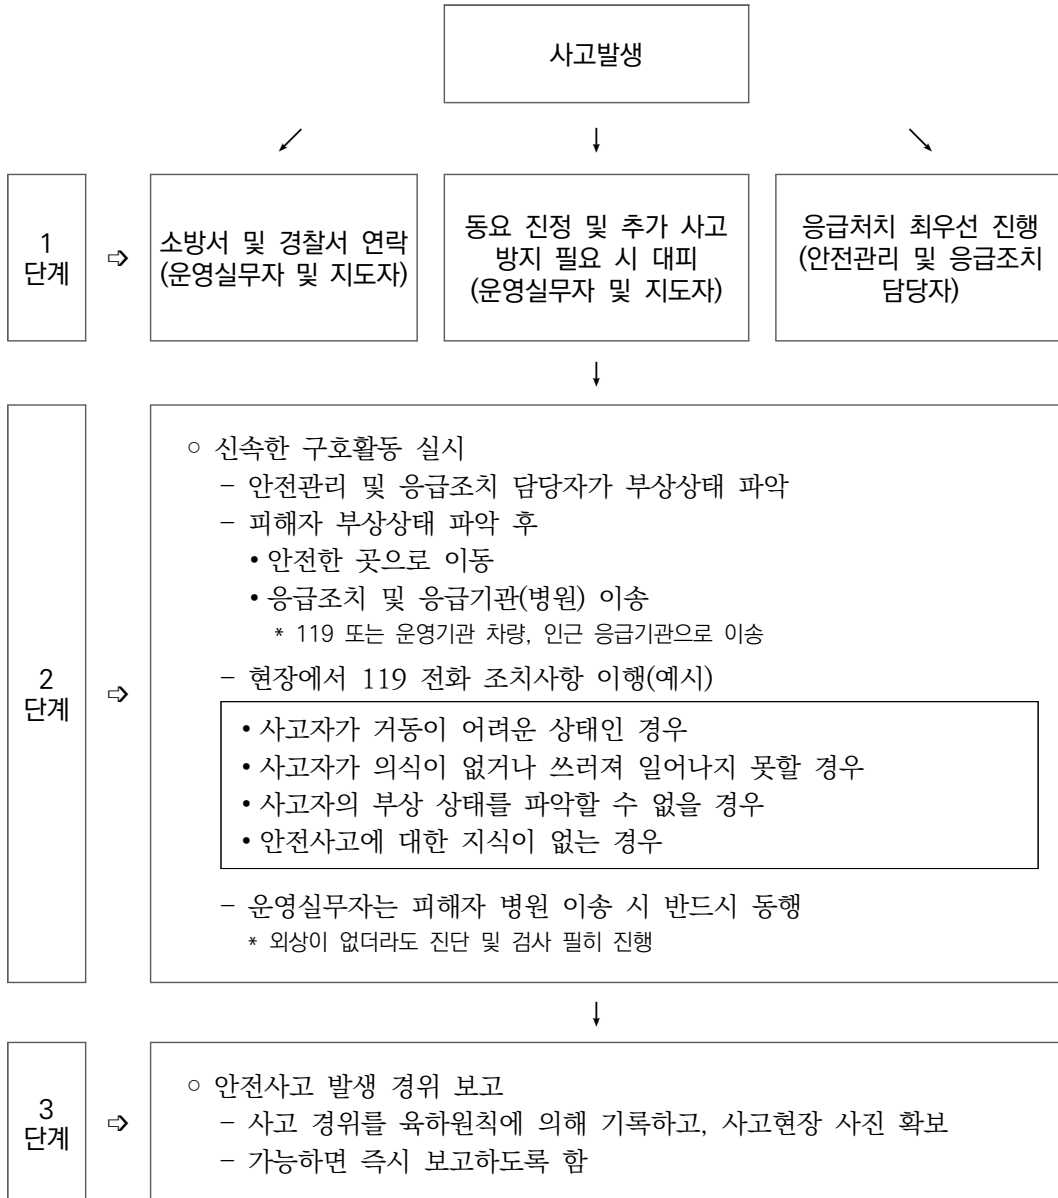 사고발생
1
단계
소방서 및 경찰서 연락
(운영실무자 및 지도자)
동요 진정 및 추가 사고
방지 필요 시 대피
(운영실무자 및 지도자)
응급처치 최우선 진행
(안전관리 및 응급조치
담당자)
2
단계
○ 신속한 구호활동 실시
- 안전관리 및 응급조치 담당자가 부상상태 파악
- 피해자 부상상태 파악 후
• 안전한 곳으로 이동
• 응급조치 및 응급기관(병원) 이송
* 119 또는 운영기관 차량, 인근 응급기관으로 이송
- 현장에서 119 전화 조치사항 이행(예시)
• 사고자가 거동이 어려운 상태인 경우
• 사고자가 의식이 없거나 쓰러져 일어나지 못할 경우
• 사고자의 부상 상태를 파악할 수 없을 경우
• 안전사고에 대한 지식이 없는 경우
- 운영실무자는 피해자 병원 이송 시 반드시 동행
* 외상이 없더라도 진단 및 검사 필히 진행
3
단계
○ 안전사고 발생 경위 보고
- 사고 경위를 육하원칙에 의해 기록하고, 사고현장 사진 확보
- 가능하면 즉시 보고하도록 함